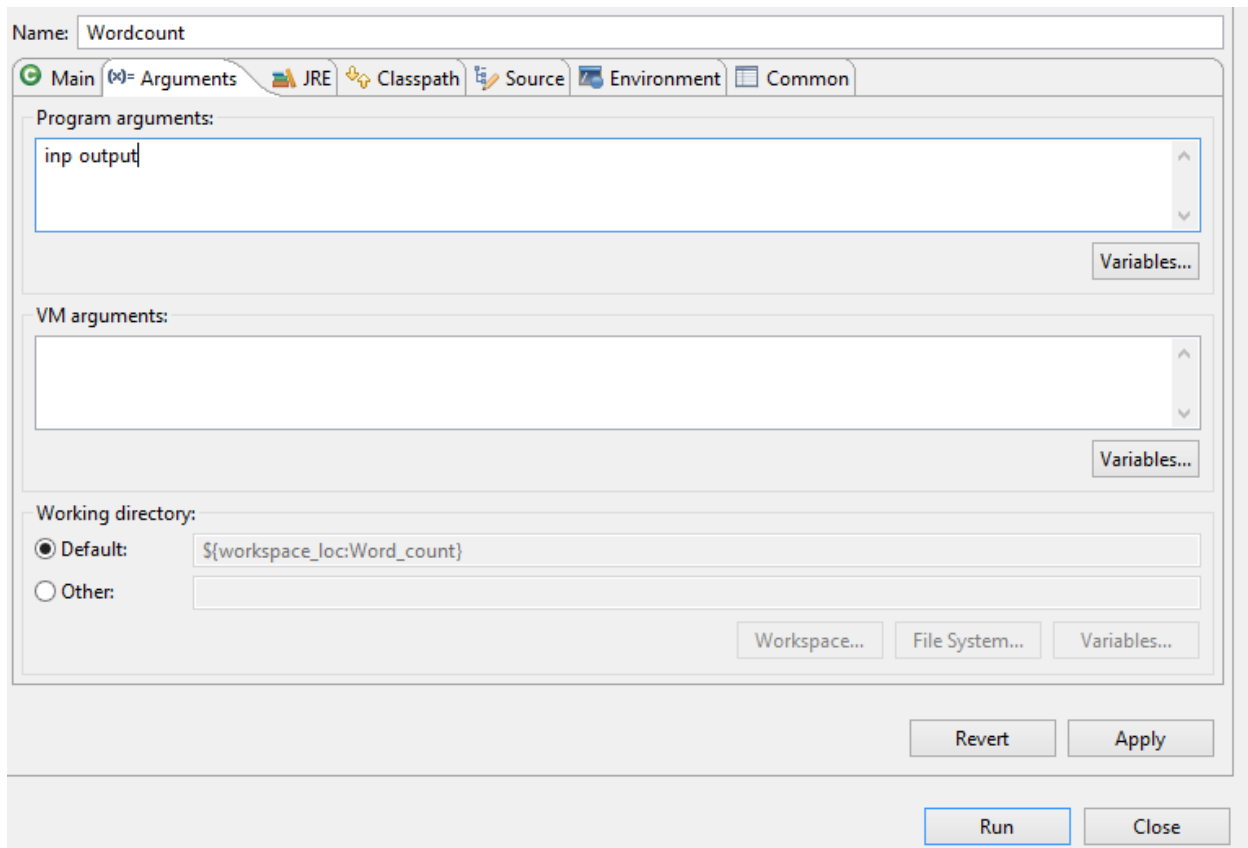 Name: Wordcount
Main (x)= Arguments JRE Classpath Source Environment Common
Program arguments:
inp output
Variables...
VM arguments:
Variables...
Working directory:
Default: ${workspace_loc:Word_count}
Other:
Workspace... File System... Variables...
Revert Apply
Run Close